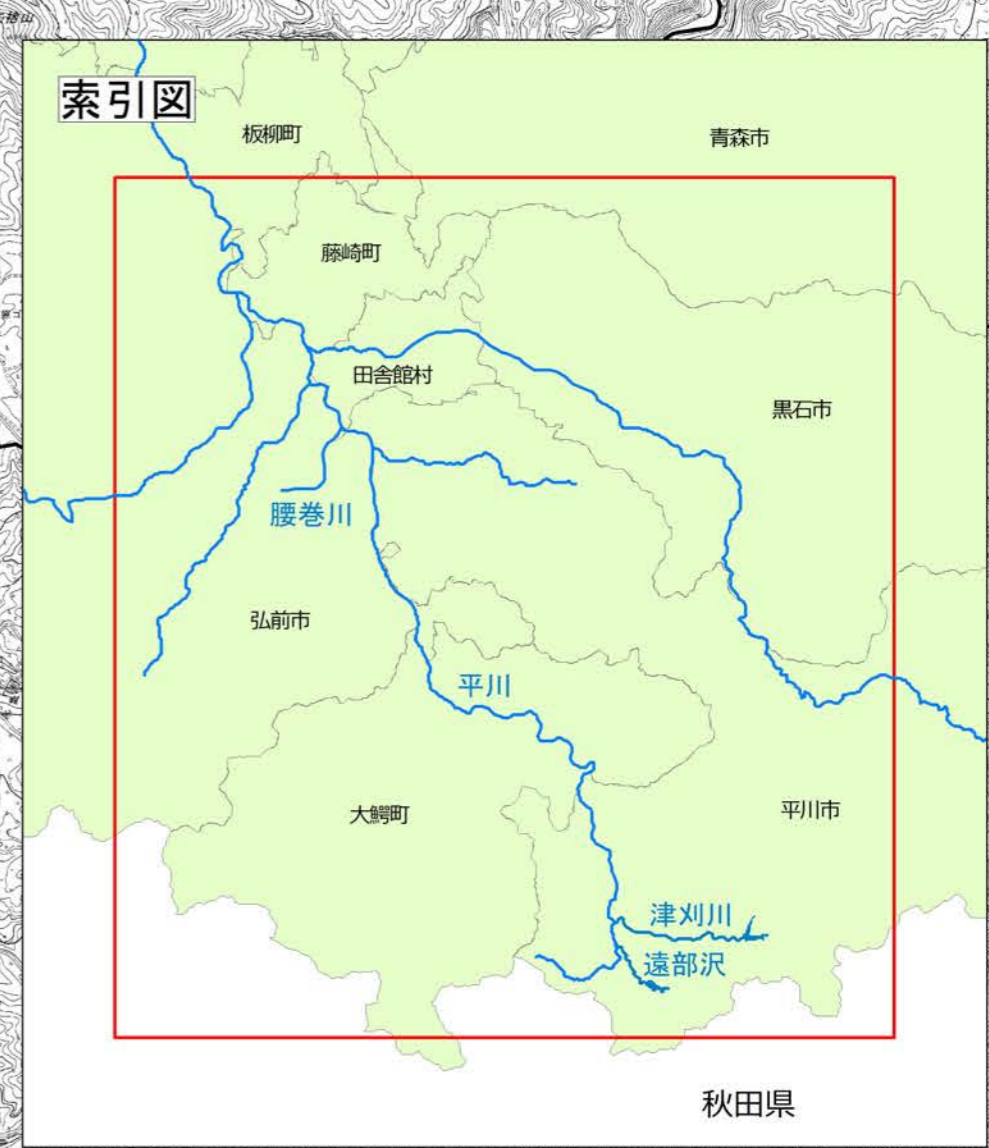 索引図
板柳町
青森市
藤崎町
田舎館村
黒石市
腰巻川
弘前市
平川
大鰐町
平川市
津刈川
遠部沢
秋田県